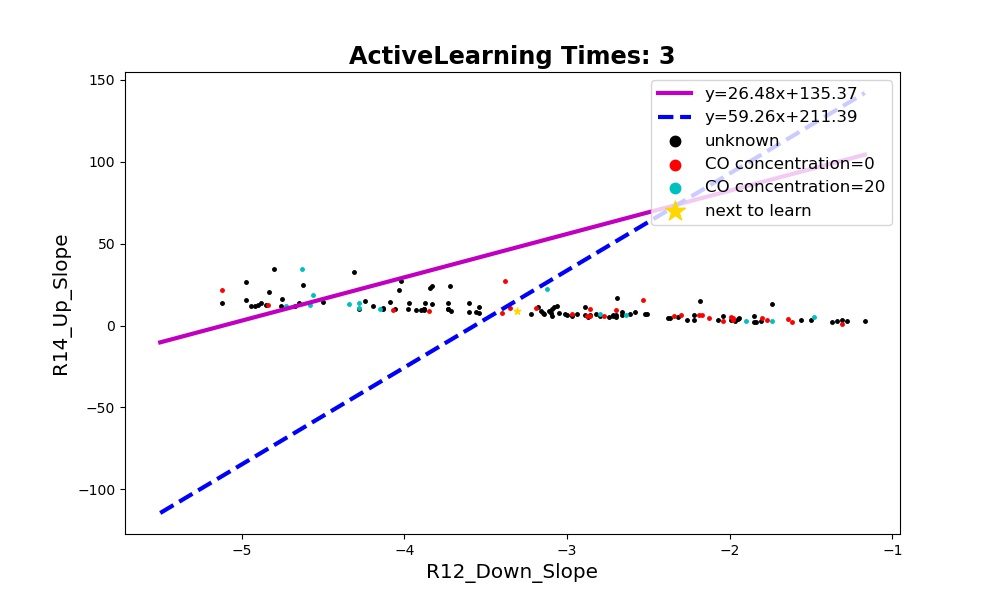 ActiveLearning Times: 3
y=26.48x+135.37
y=59.26x+211.39
unknown
CO concentration=0
CO concentration=20
next to learn
R14_Up_Slope
150
100
50
0
−50
−100
−5
−4
−3
−2
−1
R12_Down_Slope